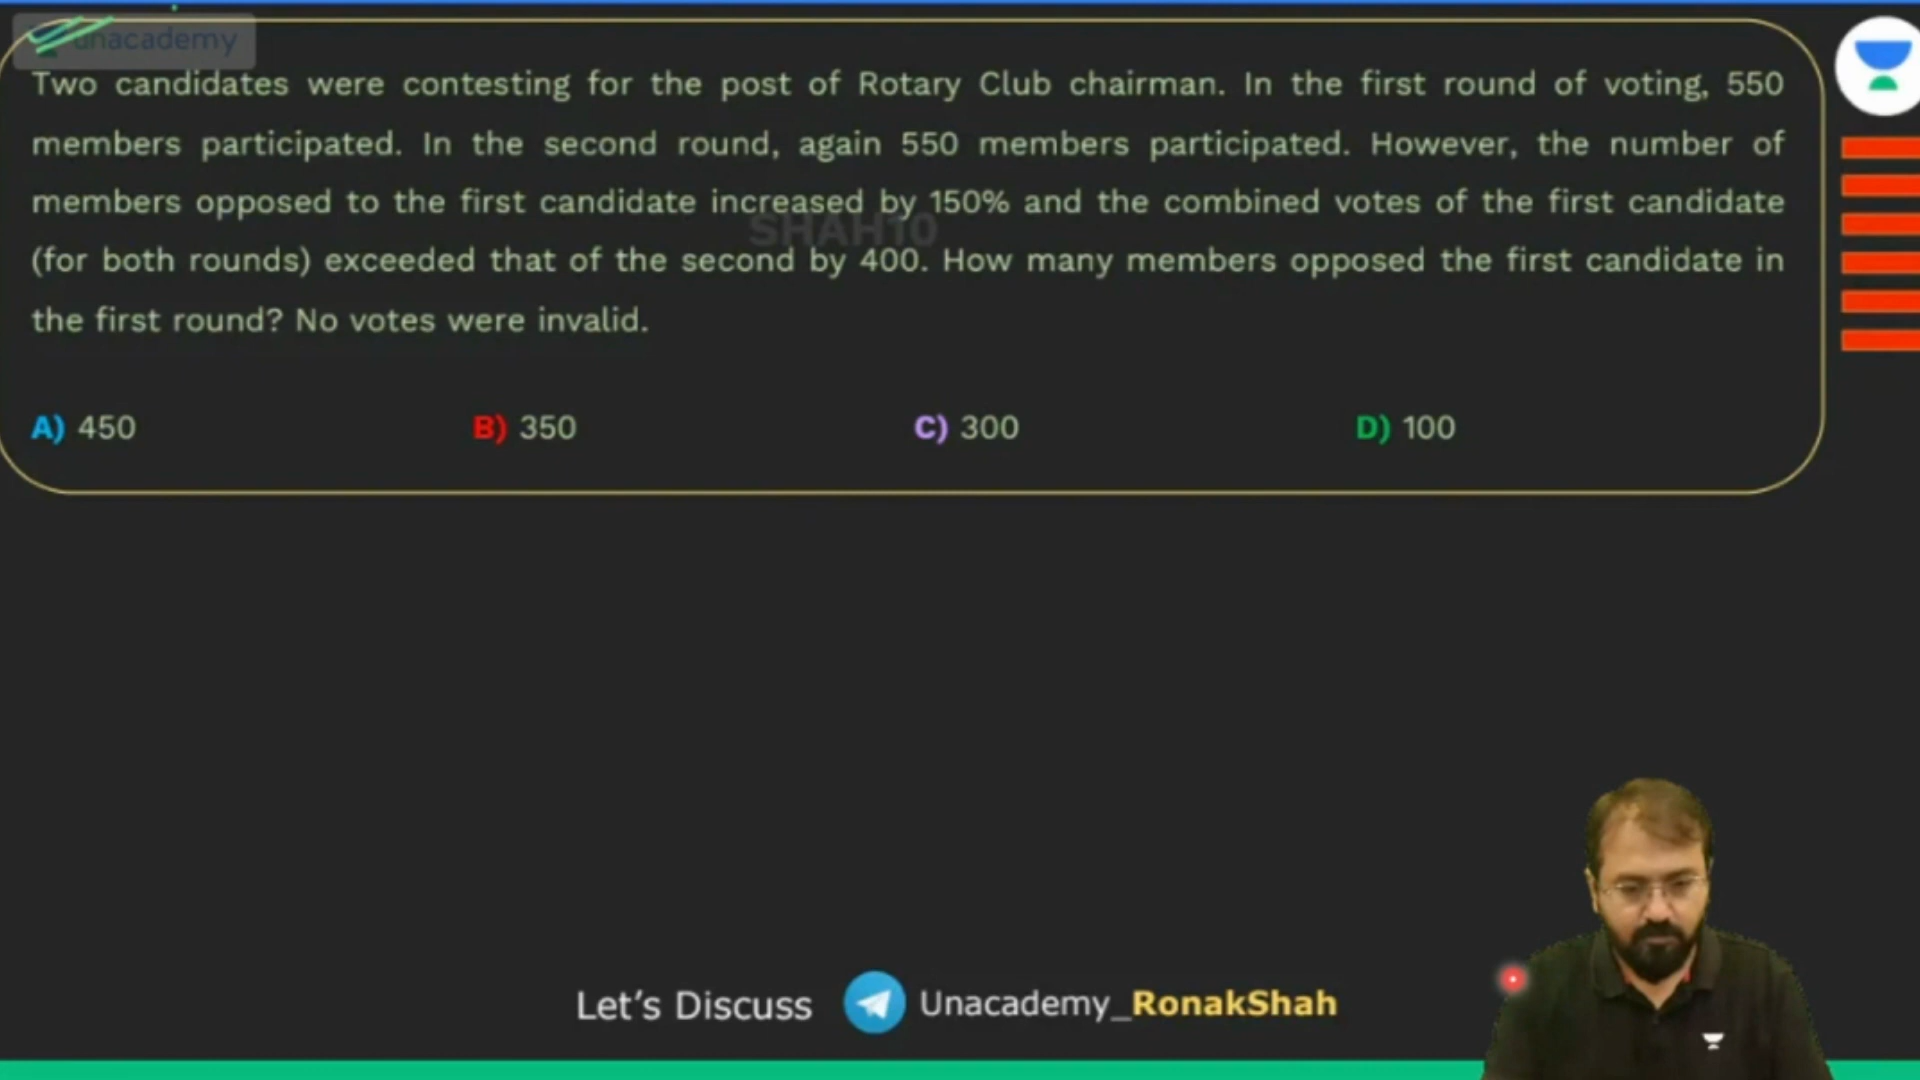 unacademy
Two candidates were contesting for the post of Rotary Club chairman. In the first round of voting, 550
members participated. In the second round, again 550 members participated. However, the number of
members opposed to the first candidate increased by 150% and the combined votes of the first candidate
SHAH10
(for both rounds) exceeded that of the second by 400. How many members opposed the first candidate in
the first round? No votes were invalid.
A) 450 B) 350 C) 300 D) 100
Let's Discuss Unacademy_RonakShah